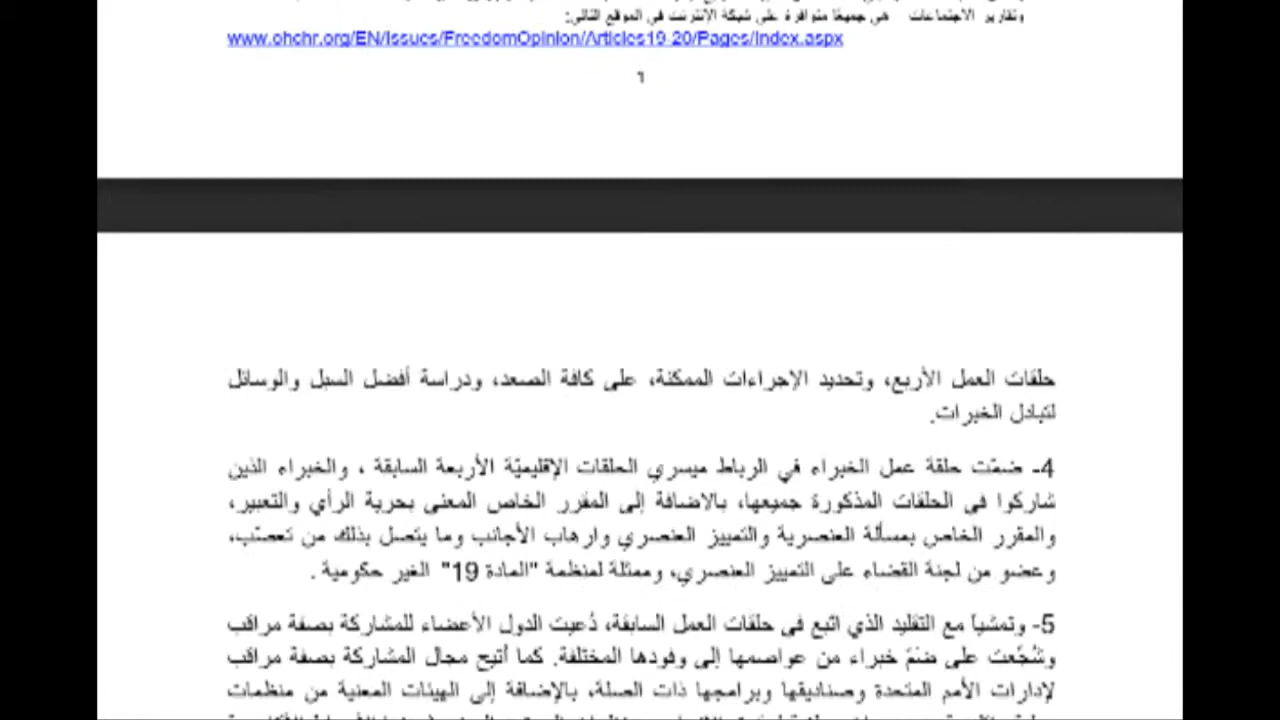 وتقارير الاجتماعات هي جميعًا متوافرة على شبكة الأنترنت في الموقع التالي:
www.ohchr.org/EN/Issues/FreedomOpinion/Articles19-20/Pages/Index.aspx
٦
حلقات العمل الأربع، وتحديد الإجراءات الممكنة، على كافة الصعد، ودراسة أفضل السبل والوسائل
لتبادل الخبرات.
4- ضمّت حلقة عمل الخبراء في الرباط ميسري الحلقات الإقليميّة الأربعة السابقة ، والخبراء الذين
شاركوا في الحلقات المذكورة جميعها، بالاضافة إلى المقرر الخاص المعنى بحرية الرأي والتعبير،
والمقرر الخاص بمسألة العنصرية والتمييز العنصري وارهاب الأجانب وما يتصل بذلك من تعصّب،
وعضو من لجنة القضاء على التمييز العنصري، وممثلة لمنظمة "المادة 19" الغير حكومية .
5- وتمشياً مع التقليد الذي اتبع في حلقات العمل السابقة، دُعيت الدول الأعضاء للمشاركة بصفة مراقب
وشُجّعت على ضمّ خبراء من عواصمها إلى وفودها المختلفة. كما أتيح مجال المشاركة بصفة مراقب
لإدارات الأمم المتحدة وصناديقها وبرامجها ذات الصلة، بالإضافة إلى الهيئات المعنية من منظمات